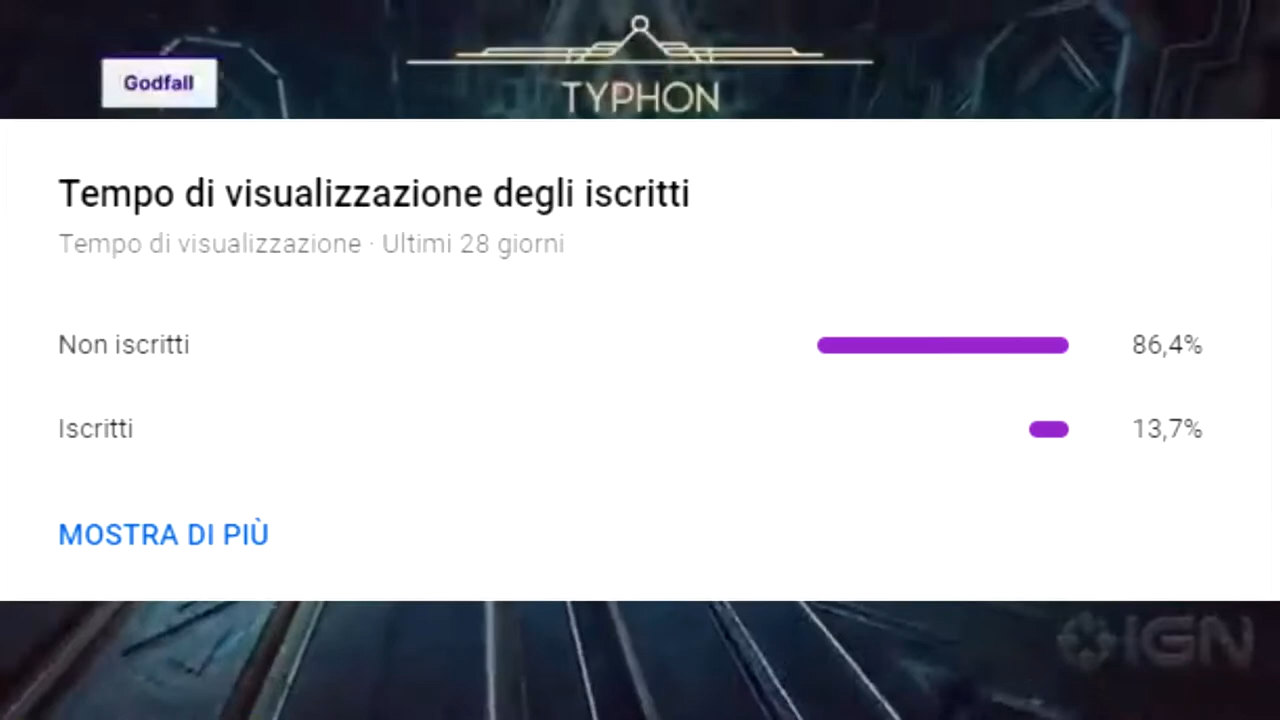 Godfall
TYPHON
Tempo di visualizzazione degli iscritti
Tempo di visualizzazione · Ultimi 28 giorni
Non iscritti 86,4%
Iscritti 13,7%
MOSTRA DI PIÙ
IGN